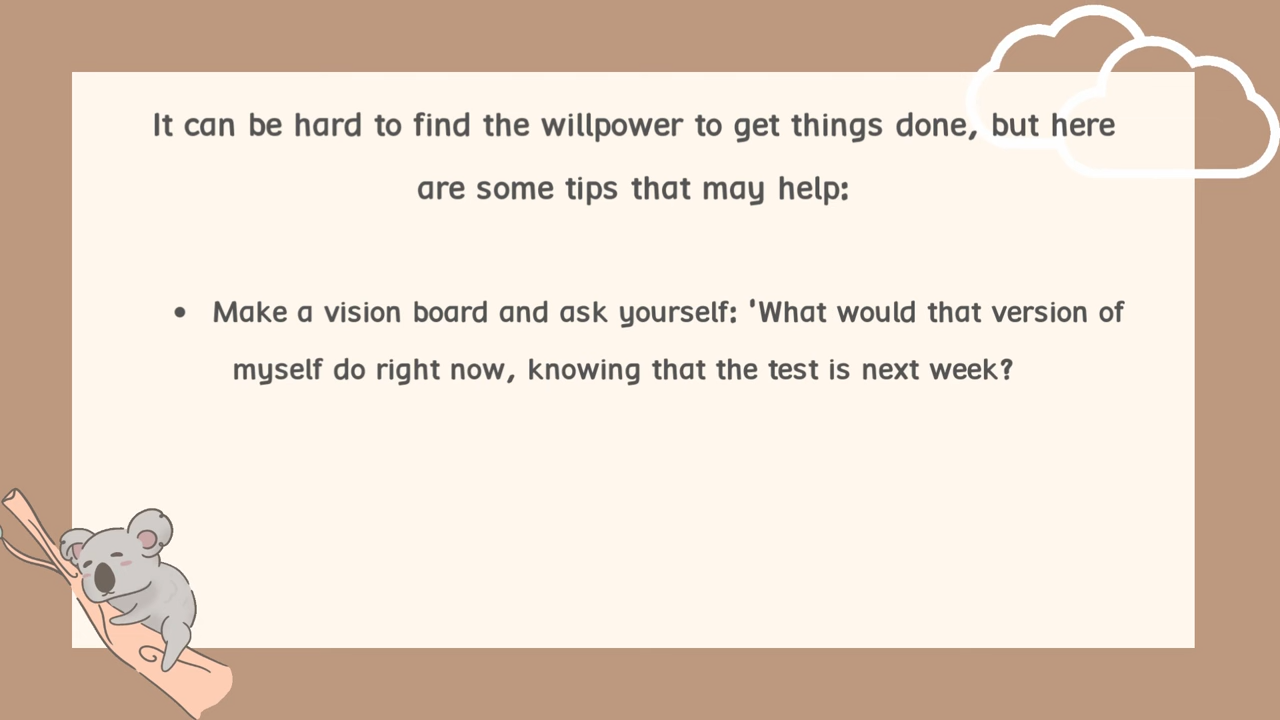 It can be hard to find the willpower to get things done, but here
are some tips that may help:
• Make a vision board and ask yourself: 'What would that version of
myself do right now, knowing that the test is next week?